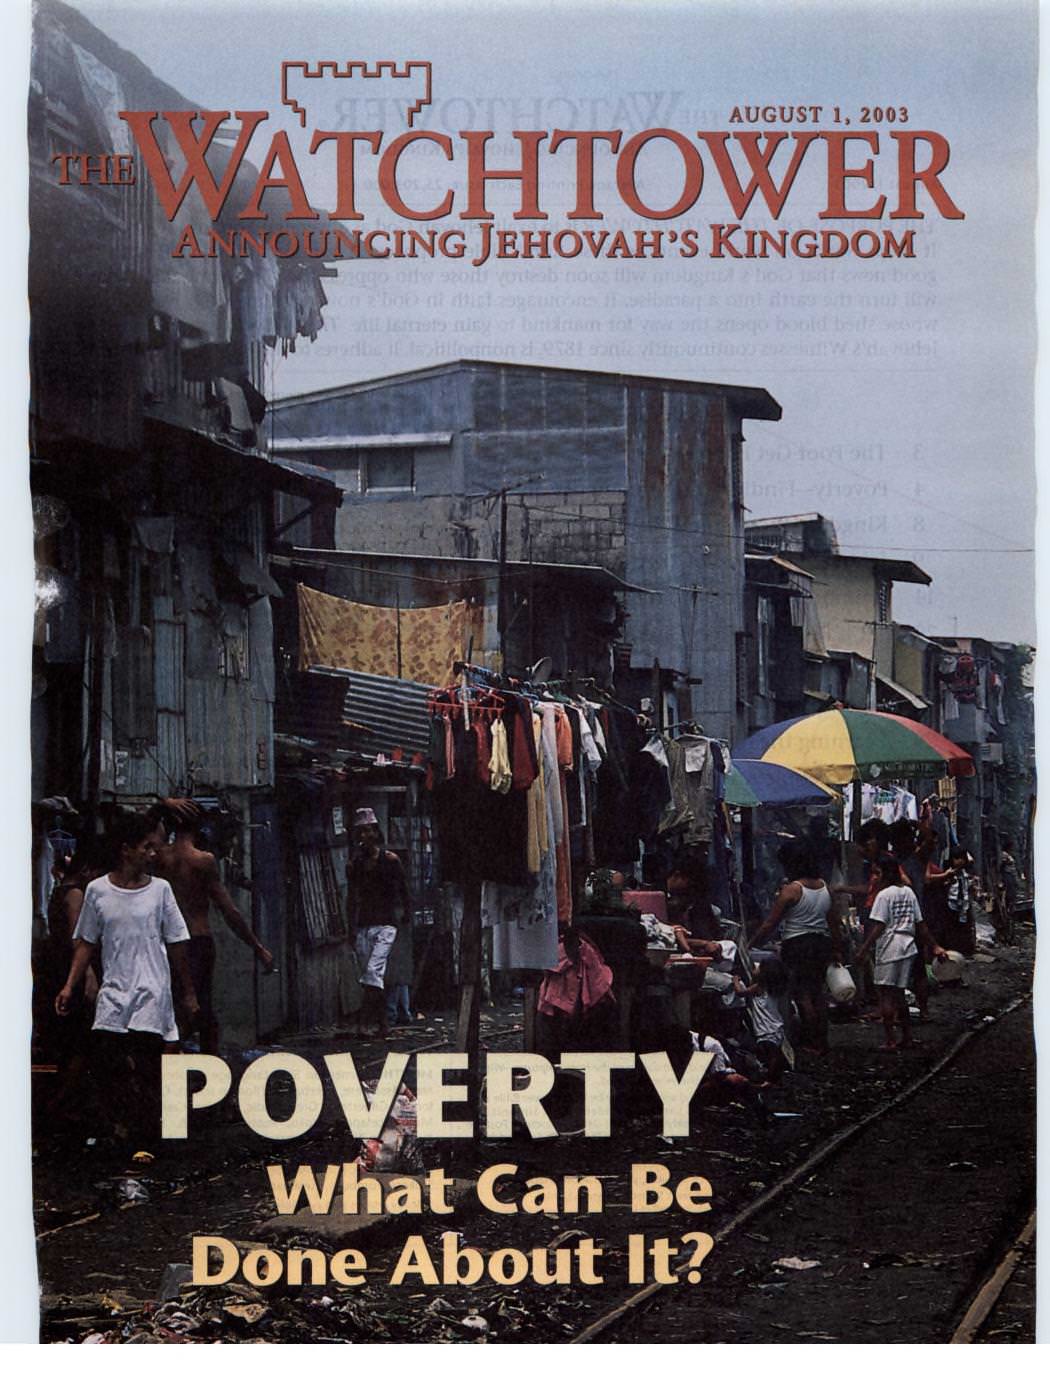 AUGUST 1, 2003
THE WATCHTOWER
ANNOUNCING JEHOVAH'S KINGDOM
POVERTY
What Can Be
Done About It?